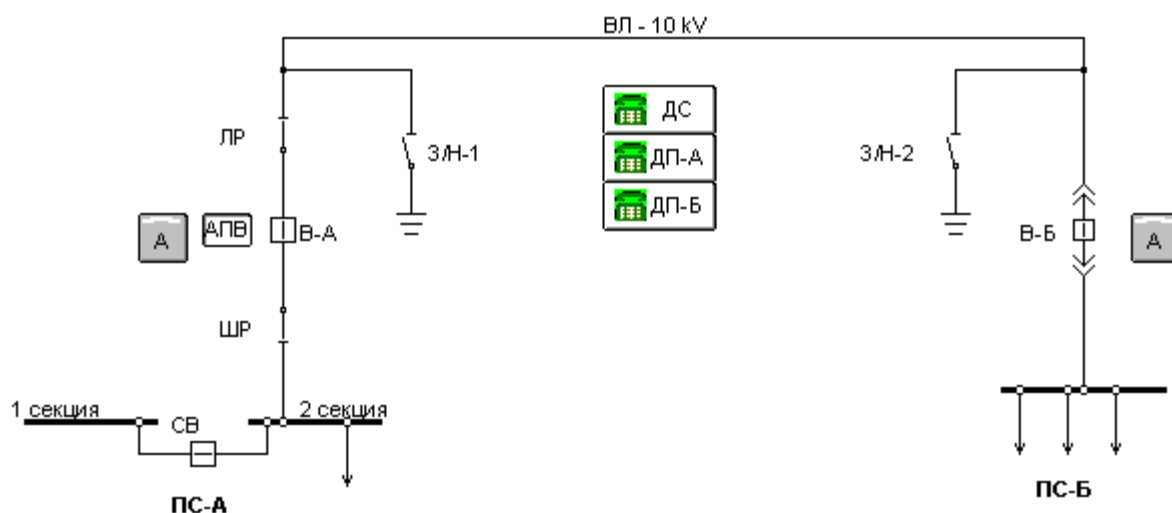 ВЛ - 10 kV
ЛР
З/Н-1
ДС
ДП-А
ДП-Б
З/Н-2
А
АПВ
В-А
В-Б
А
ШР
1 секция
СВ
2 секция
ПС-А
ПС-Б